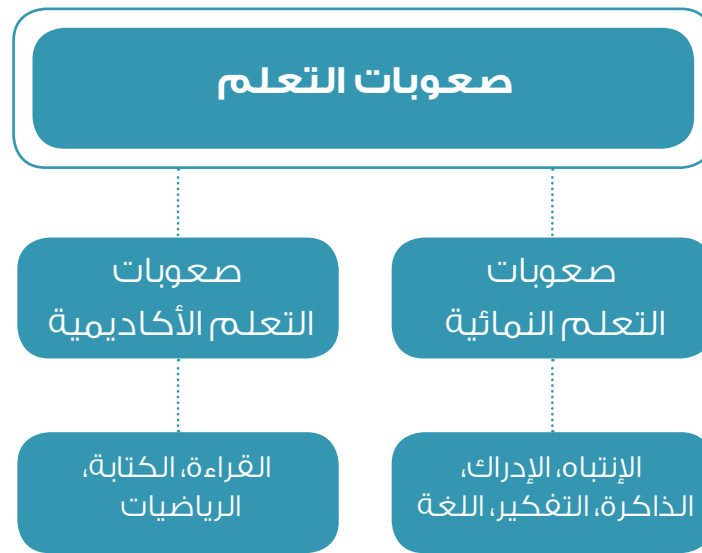 صعوبات التعلم
صعوبات
التعلم النمائية
صعوبات
التعلم الأكاديمية
الإنتباه، الإدراك،
الذاكرة، التفكير، اللغة
القراءة، الكتابة،
الرياضيات